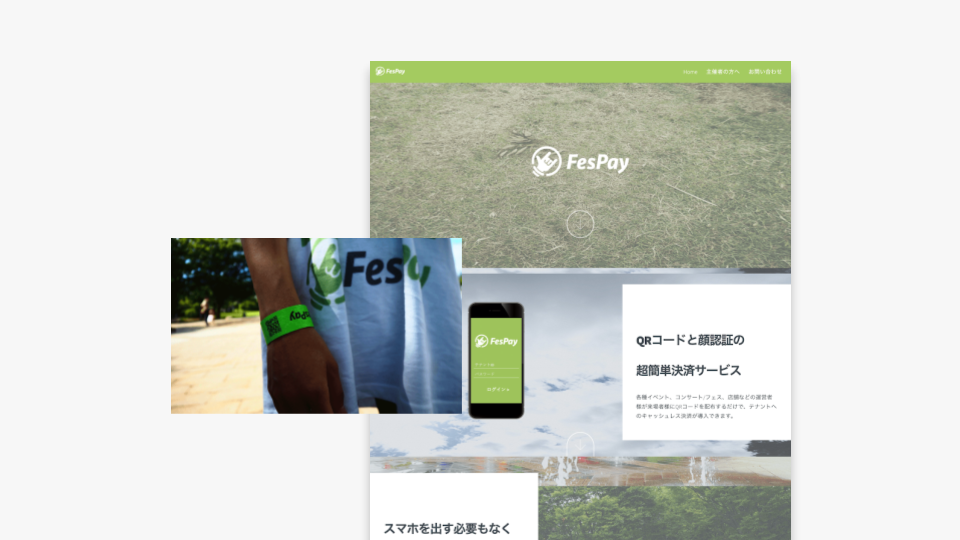 FesPay
Home 主催者の方へ お問い合わせ
FesPay
Fes
FesPay
ログイン
QRコードと顔認証の
超簡単決済サービス
各種イベント、コンサート/フェス、店舗などの運営者
様が来場者様にQRコードを配布するだけで、テナントへ
のキャッシュレス決済が導入できます。
スマホを出す必要もなく